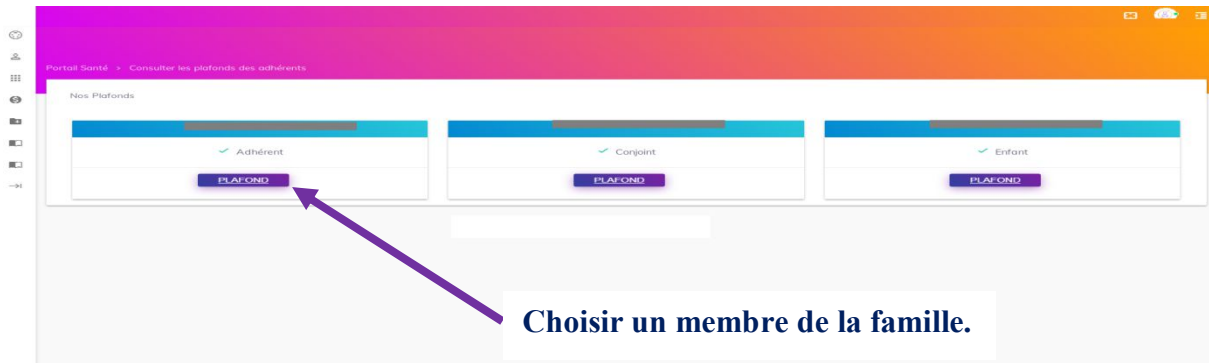 Portail Santé > Consulter les plafonds des adhérents
Nos Plafonds
Adhérent
Conjoint
Enfant
PLAFOND
PLAFOND
PLAFOND
Choisir un membre de la famille.